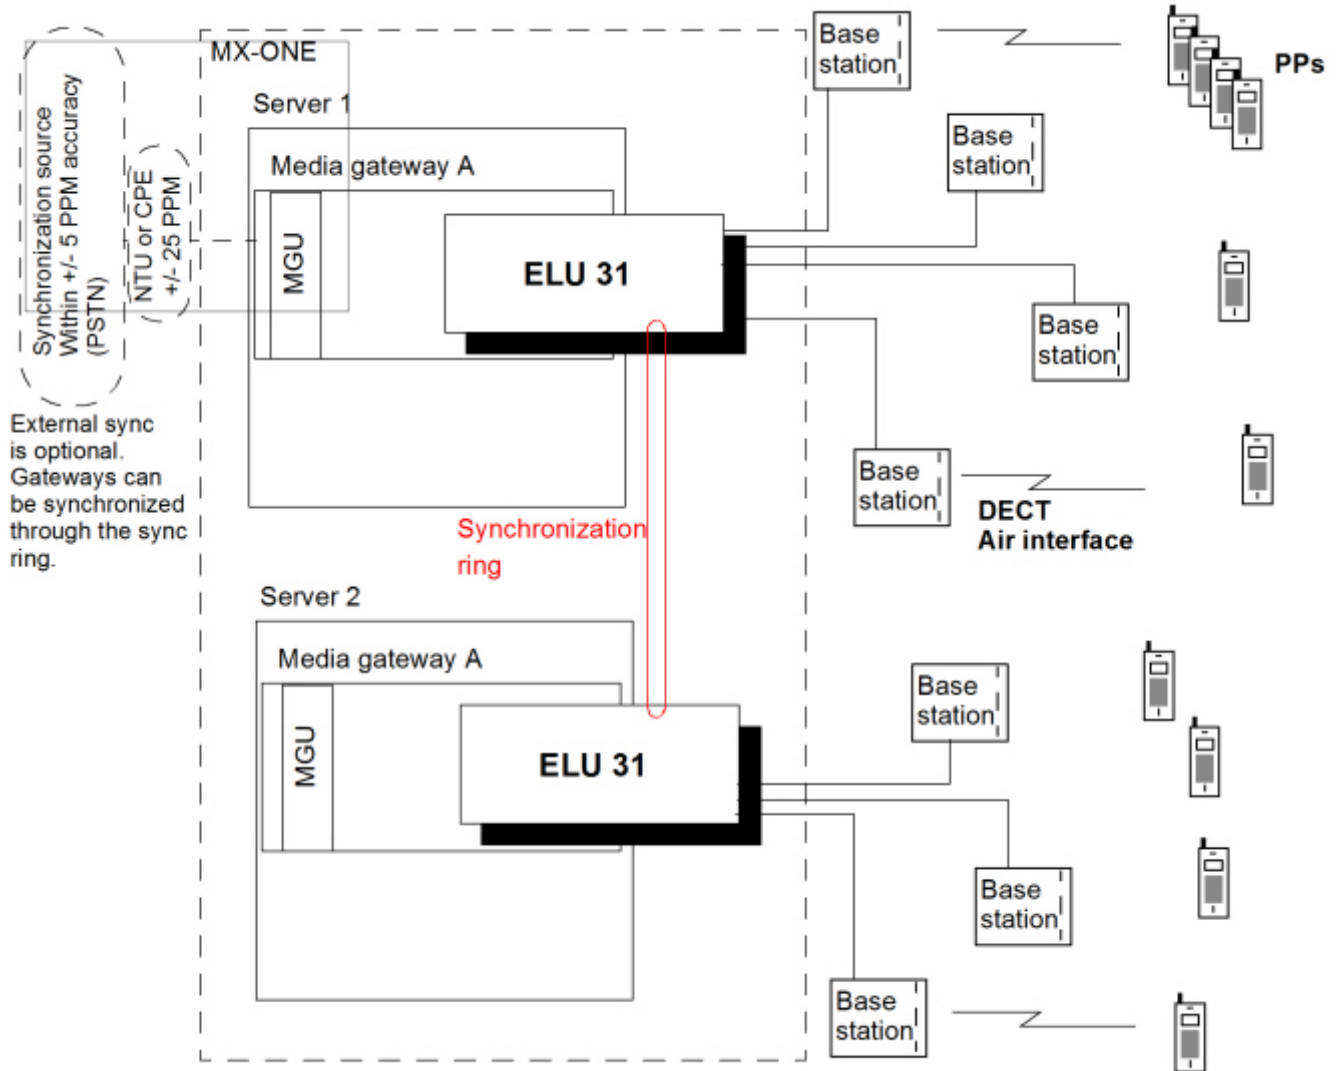 MX-ONE
Synchronization source
Within +/- 5 PPM accuracy
(PSTN)
NTU or CPE
+/- 25 PPM
External sync
is optional.
Gateways can
be synchronized
through the sync
ring.
Server 1
Media gateway A
MGU
ELU 31
Synchronization
ring
Server 2
Media gateway A
MGU
ELU 31
Base
station
Base
station
Base
station
Base
station
PPs
DECT
Air interface
Base
station
Base
station
Base
station